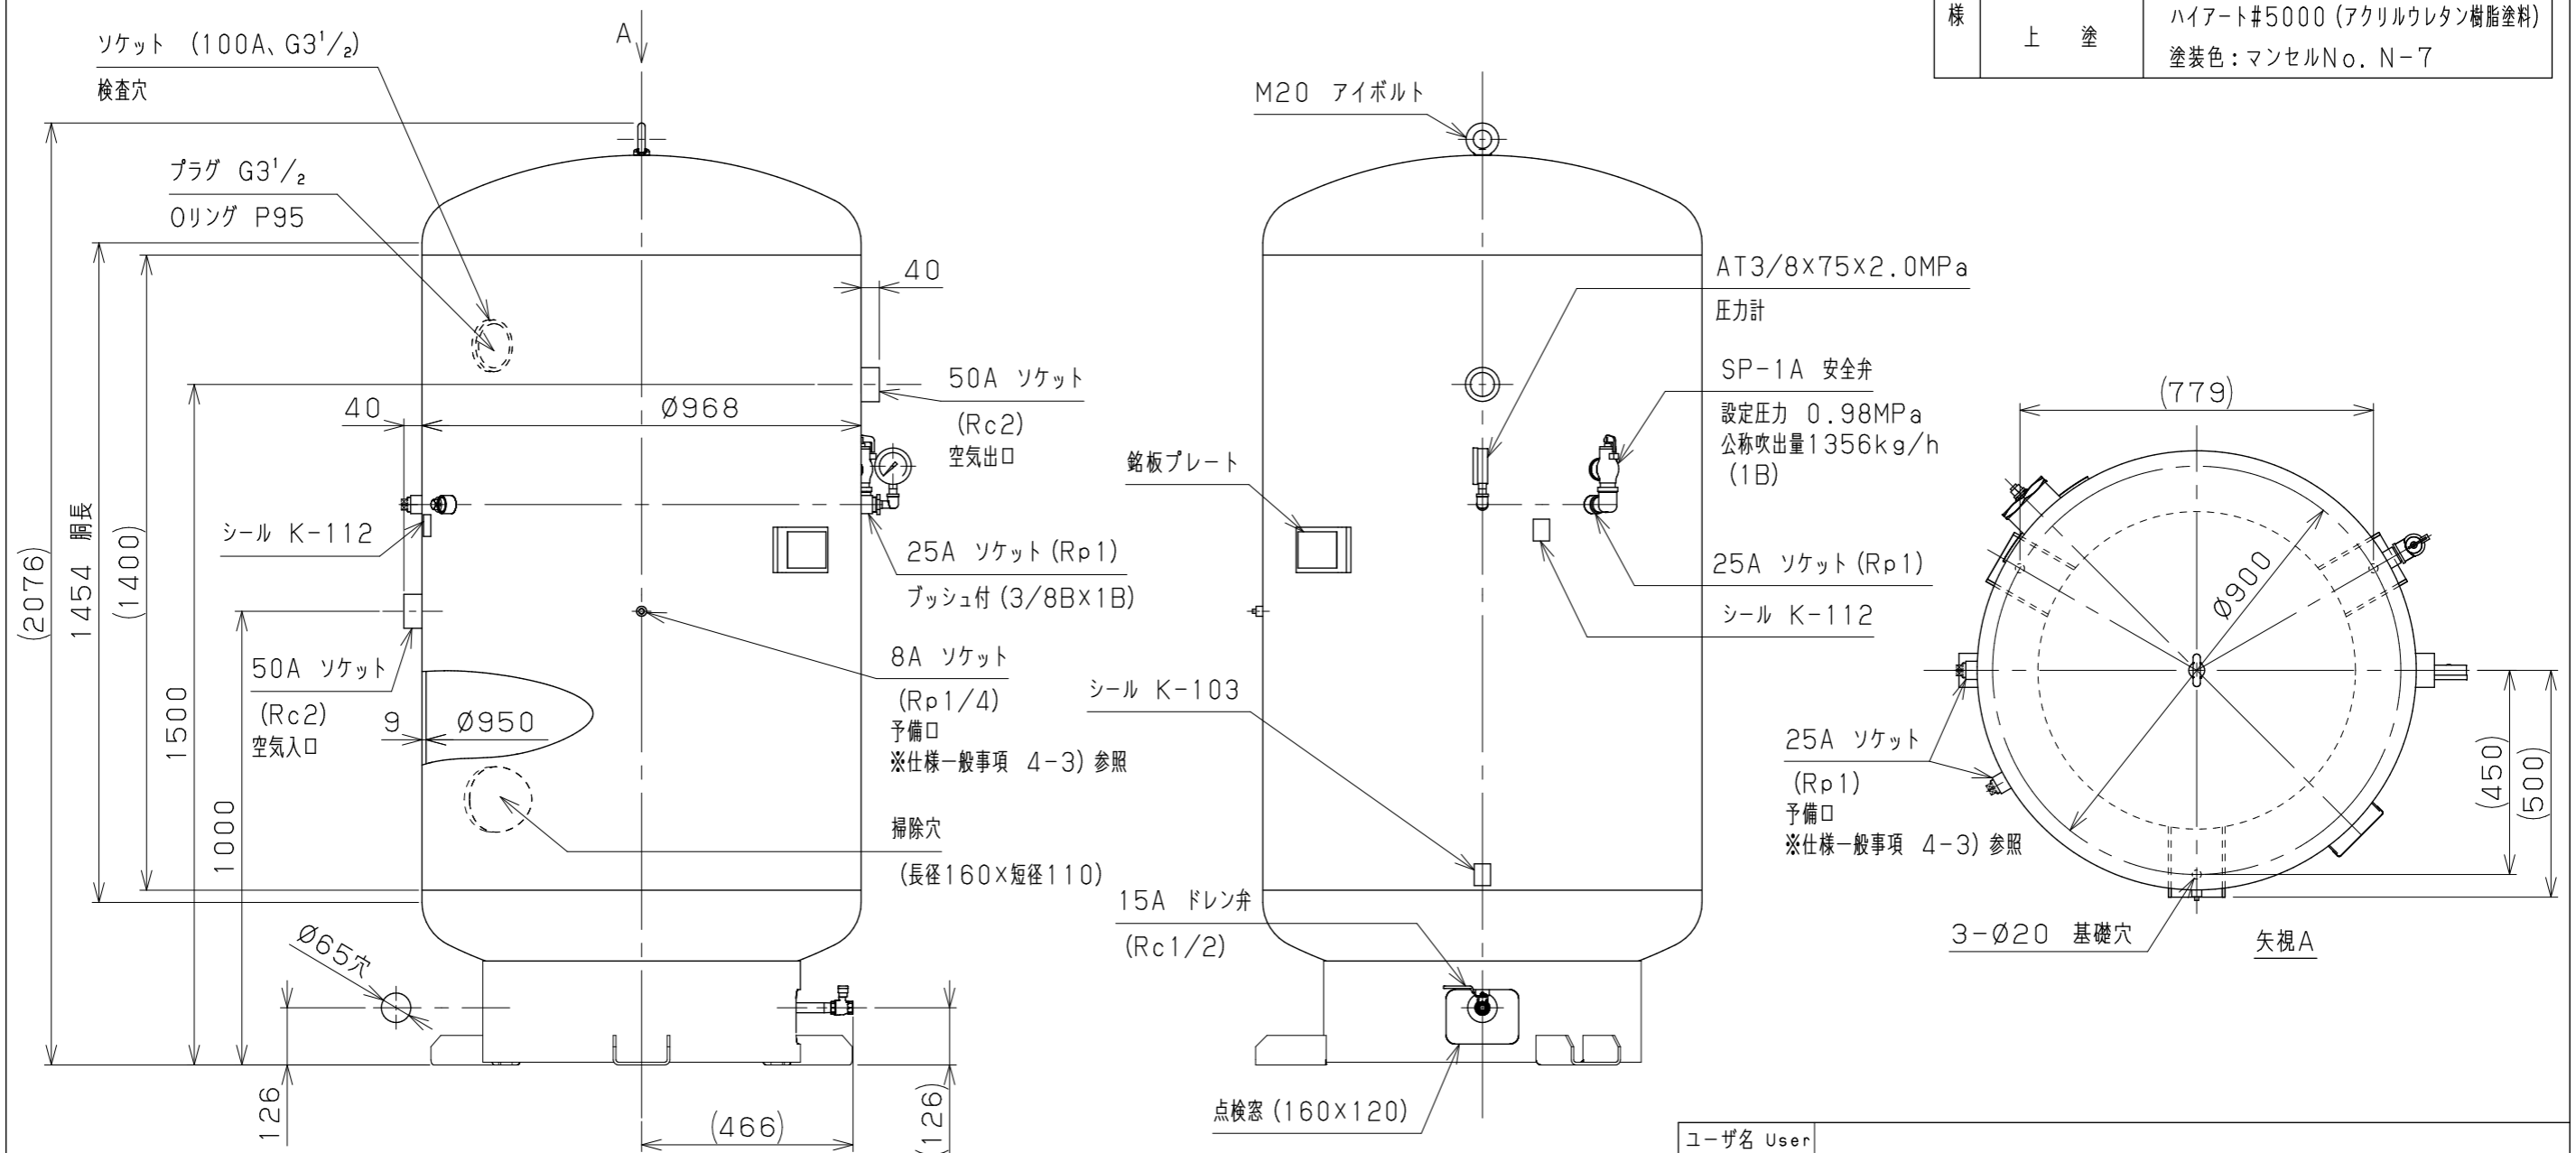 様
上 塗
ハイアート#5000 (アクリルウレタン樹脂塗料)
塗装色:マンセルNo. N-7
ソケット (100A、G3¹/₂)
検査穴
プラグ G3¹/₂
Oリング P95
A
40
50A ソケット
(Rc2)
空気出口
40
Ø968
シール K-112
25A ソケット (Rp1)
ブッシュ付 (3/8B×1B)
50A ソケット
(Rc2)
空気入口
8A ソケット
(Rp1/4)
予備口
※仕様一般事項 4-3) 参照
9
Ø950
掃除穴
(長径160×短径110)
(2076)
1454 胴長
(1400)
1500
1000
Ø65穴
126
(466)
(126)
M20 アイボルト
AT3/8×75×2.0MPa
圧力計
SP-1A 安全弁
設定圧力 0.98MPa
公称吹出量1356kg/h
(1B)
銘板プレート
25A ソケット (Rp1)
シール K-112
シール K-103
15A ドレン弁
(Rc1/2)
点検窓 (160×120)
(779)
Ø900
25A ソケット
(Rp1)
予備口
※仕様一般事項 4-3) 参照
(450)
(500)
3-Ø20 基礎穴
矢視A
ユーザ名 User